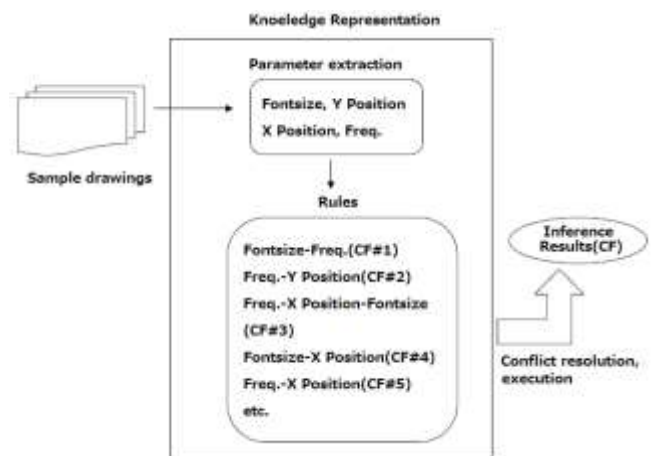 Knoeledge Representation
Parameter extraction
Fontsize, Y Position
X Position, Freq.
Sample drawings
Rules
Fontsize-Freq.(CF#1)
Freq.-Y Position(CF#2)
Freq.-X Position-Fontsize
(CF#3)
Fontsize-X Position(CF#4)
Freq.-X Position(CF#5)
etc.
Inference
Results(CF)
Conflict resolution,
execution